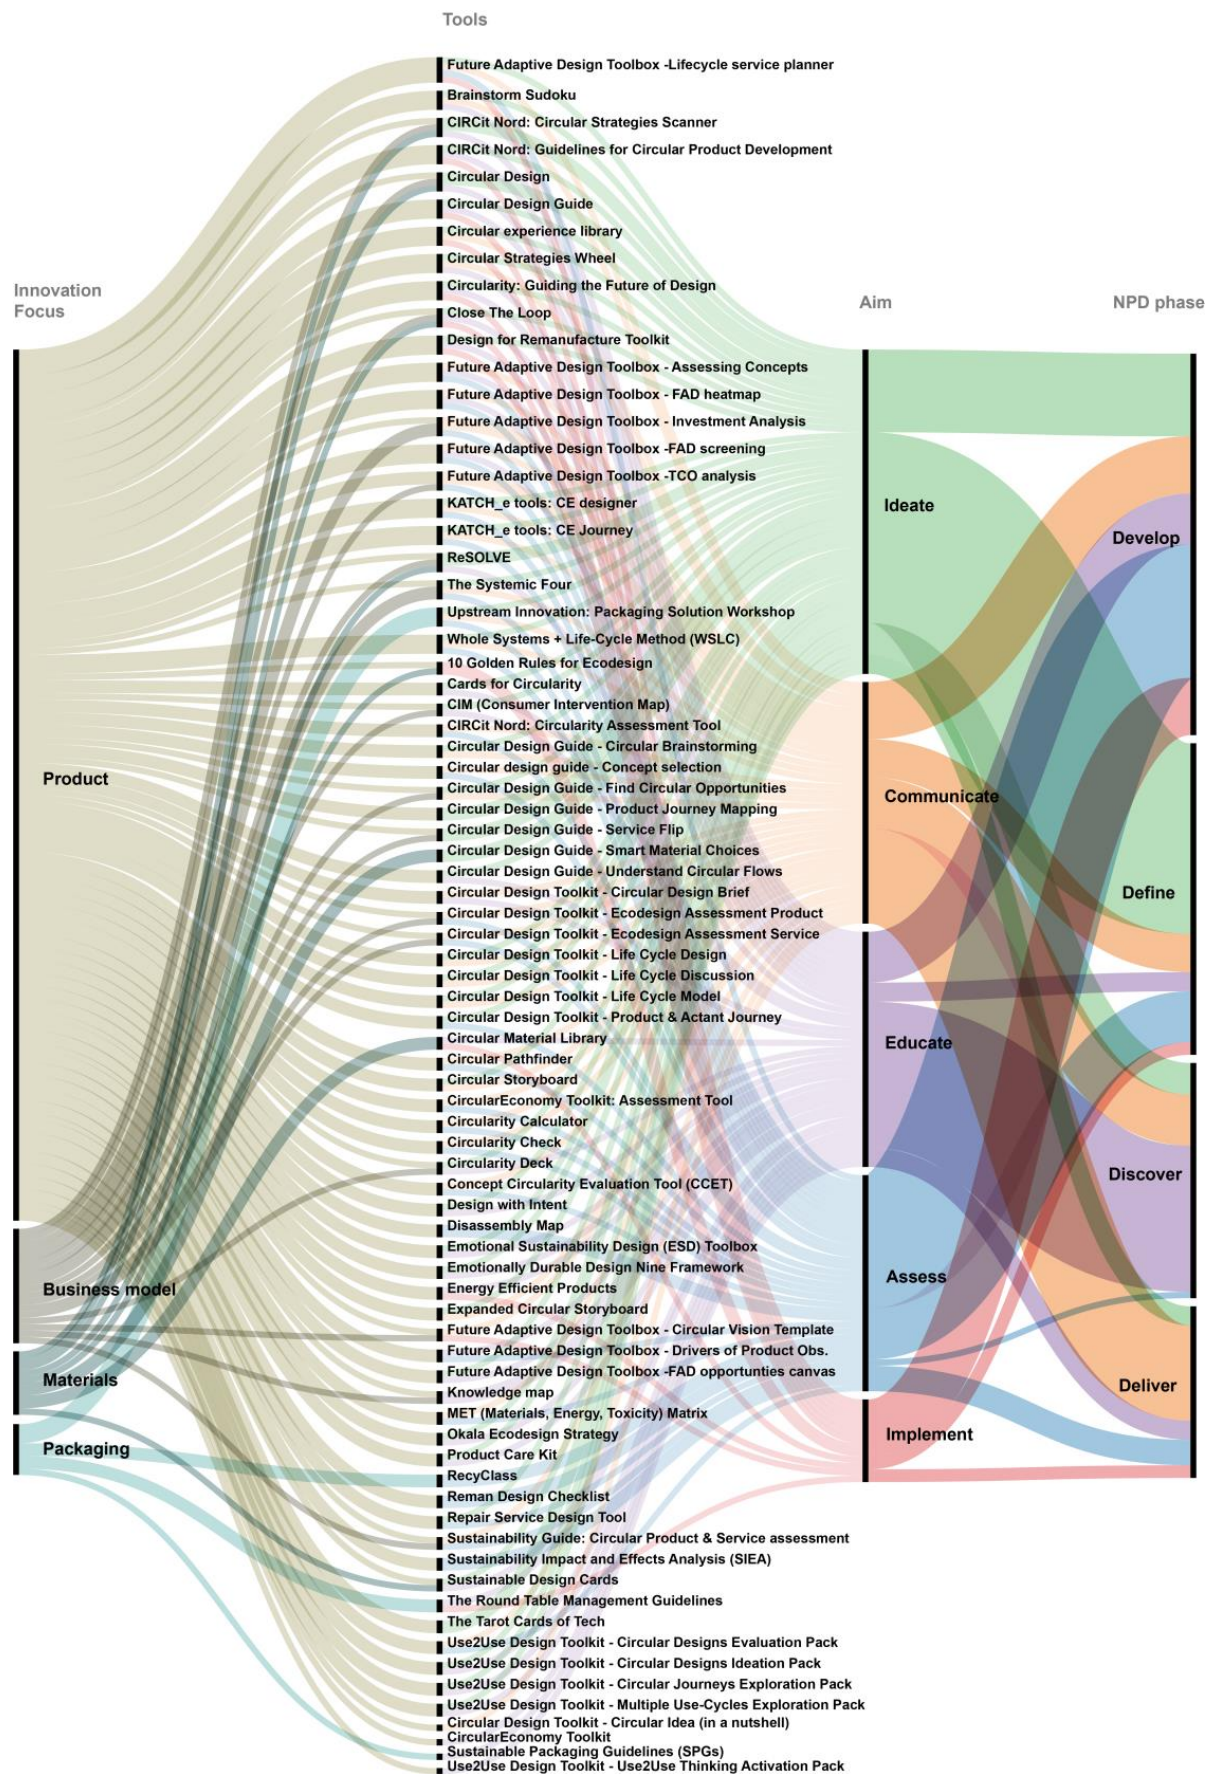 Tools
Innovation
Focus
Aim
NPD phase
Product
Business model
Materials
Packaging
Future Adaptive Design Toolbox -Lifecycle service planner
Brainstorm Sudoku
CIRCit Nord: Circular Strategies Scanner
CIRCit Nord: Guidelines for Circular Product Development
Circular Design
Circular Design Guide
Circular experience library
Circular Strategies Wheel
Circularity: Guiding the Future of Design
Close The Loop
Design for Remanufacture Toolkit
Future Adaptive Design Toolbox - Assessing Concepts
Future Adaptive Design Toolbox - FAD heatmap
Future Adaptive Design Toolbox - Investment Analysis
Future Adaptive Design Toolbox -FAD screening
Future Adaptive Design Toolbox -TCO analysis
KATCH_e tools: CE designer
KATCH_e tools: CE Journey
ReSOLVE
The Systemic Four
Upstream Innovation: Packaging Solution Workshop
Whole Systems + Life-Cycle Method (WSLC)
10 Golden Rules for Ecodesign
Cards for Circularity
CIM (Consumer Intervention Map)
CIRCit Nord: Circularity Assessment Tool
Circular Design Guide - Circular Brainstorming
Circular design guide - Concept selection
Circular Design Guide - Find Circular Opportunities
Circular Design Guide - Product Journey Mapping
Circular Design Guide - Service Flip
Circular Design Guide - Smart Material Choices
Circular Design Guide - Understand Circular Flows
Circular Design Toolkit - Circular Design Brief
Circular Design Toolkit - Ecodesign Assessment Product
Circular Design Toolkit - Ecodesign Assessment Service
Circular Design Toolkit - Life Cycle Design
Circular Design Toolkit - Life Cycle Discussion
Circular Design Toolkit - Life Cycle Model
Circular Design Toolkit - Product & Actant Journey
Circular Material Library
Circular Pathfinder
Circular Storyboard
CircularEconomy Toolkit: Assessment Tool
Circularity Calculator
Circularity Check
Circularity Deck
Concept Circularity Evaluation Tool (CCET)
Design with Intent
Disassembly Map
Emotional Sustainability Design (ESD) Toolbox
Emotionally Durable Design Nine Framework
Energy Efficient Products
Expanded Circular Storyboard
Future Adaptive Design Toolbox - Circular Vision Template
Future Adaptive Design Toolbox - Drivers of Product Obs.
Future Adaptive Design Toolbox -FAD opportunties canvas
Knowledge map
MET (Materials, Energy, Toxicity) Matrix
Okala Ecodesign Strategy
Product Care Kit
RecyClass
Reman Design Checklist
Repair Service Design Tool
Sustainability Guide: Circular Product & Service assessment
Sustainability Impact and Effects Analysis (SIEA)
Sustainable Design Cards
The Round Table Management Guidelines
The Tarot Cards of Tech
Use2Use Design Toolkit - Circular Designs Evaluation Pack
Use2Use Design Toolkit - Circular Designs Ideation Pack
Use2Use Design Toolkit - Circular Journeys Exploration Pack
Use2Use Design Toolkit - Multiple Use-Cycles Exploration Pack
Circular Design Toolkit - Circular Idea (in a nutshell)
CircularEconomy Toolkit
Sustainable Packaging Guidelines (SPGs)
Use2Use Design Toolkit - Use2Use Thinking Activation Pack
Ideate
Communicate
Educate
Assess
Implement
Develop
Define
Discover
Deliver